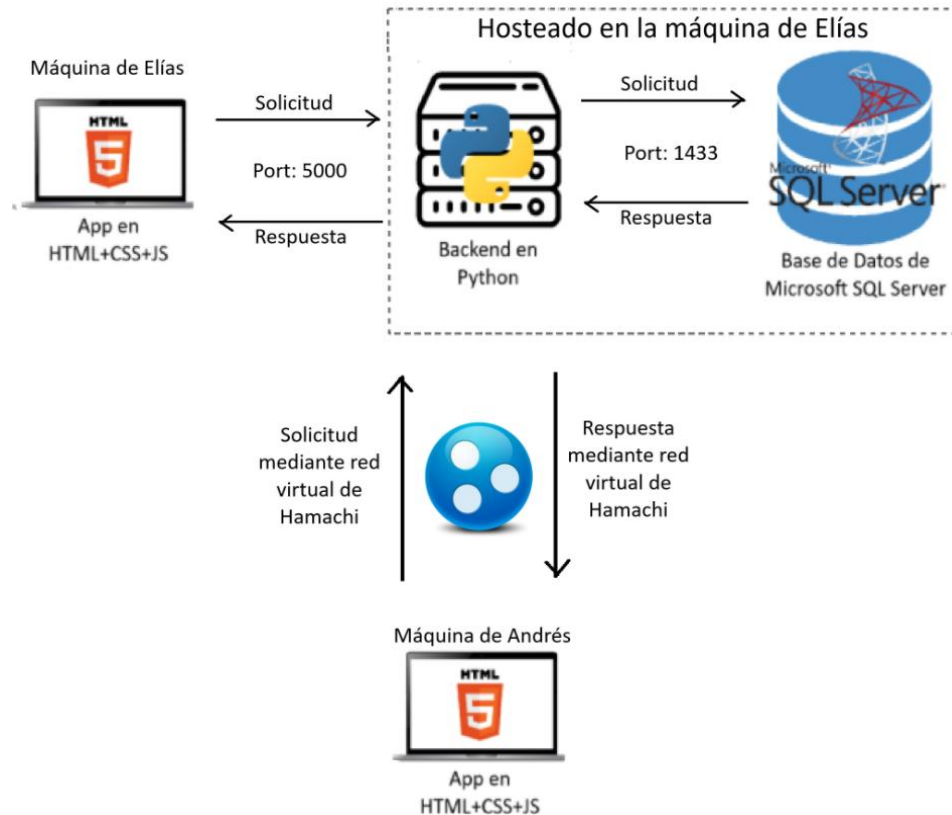 Hosteado en la máquina de Elías
Máquina de Elías
HTML
5
App en
HTML+CSS+JS
Solicitud
Port: 5000
Respuesta
Backend en
Python
Solicitud
Port: 1433
Respuesta
Microsoft
SQL Server
Base de Datos de
Microsoft SQL Server
Solicitud
mediante red
virtual de
Hamachi
Respuesta
mediante red
virtual de
Hamachi
Máquina de Andrés
HTML
5
App en
HTML+CSS+JS